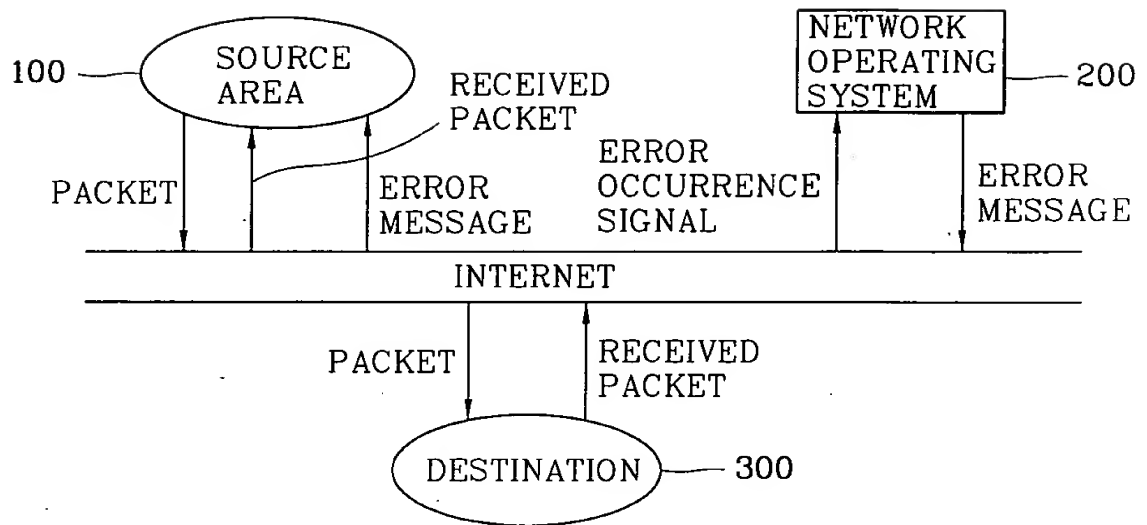 100
SOURCE
AREA
RECEIVED
PACKET
NETWORK
OPERATING
SYSTEM
200
PACKET
ERROR
MESSAGE
ERROR
OCCURRENCE
SIGNAL
ERROR
MESSAGE
INTERNET
PACKET
RECEIVED
PACKET
DESTINATION
300